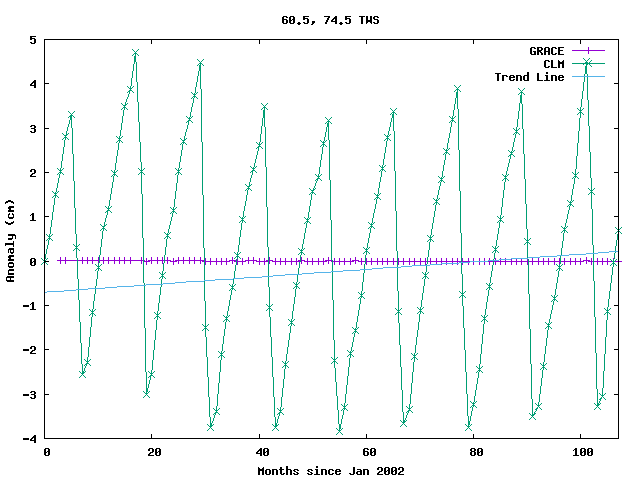 60.5, 74.5 TWS
GRACE
CLM
Trend Line
5
4
3
2
1
0
-1
-2
-3
-4
Anomaly (cm)
0 20 40 60 80 100
Months since Jan 2002